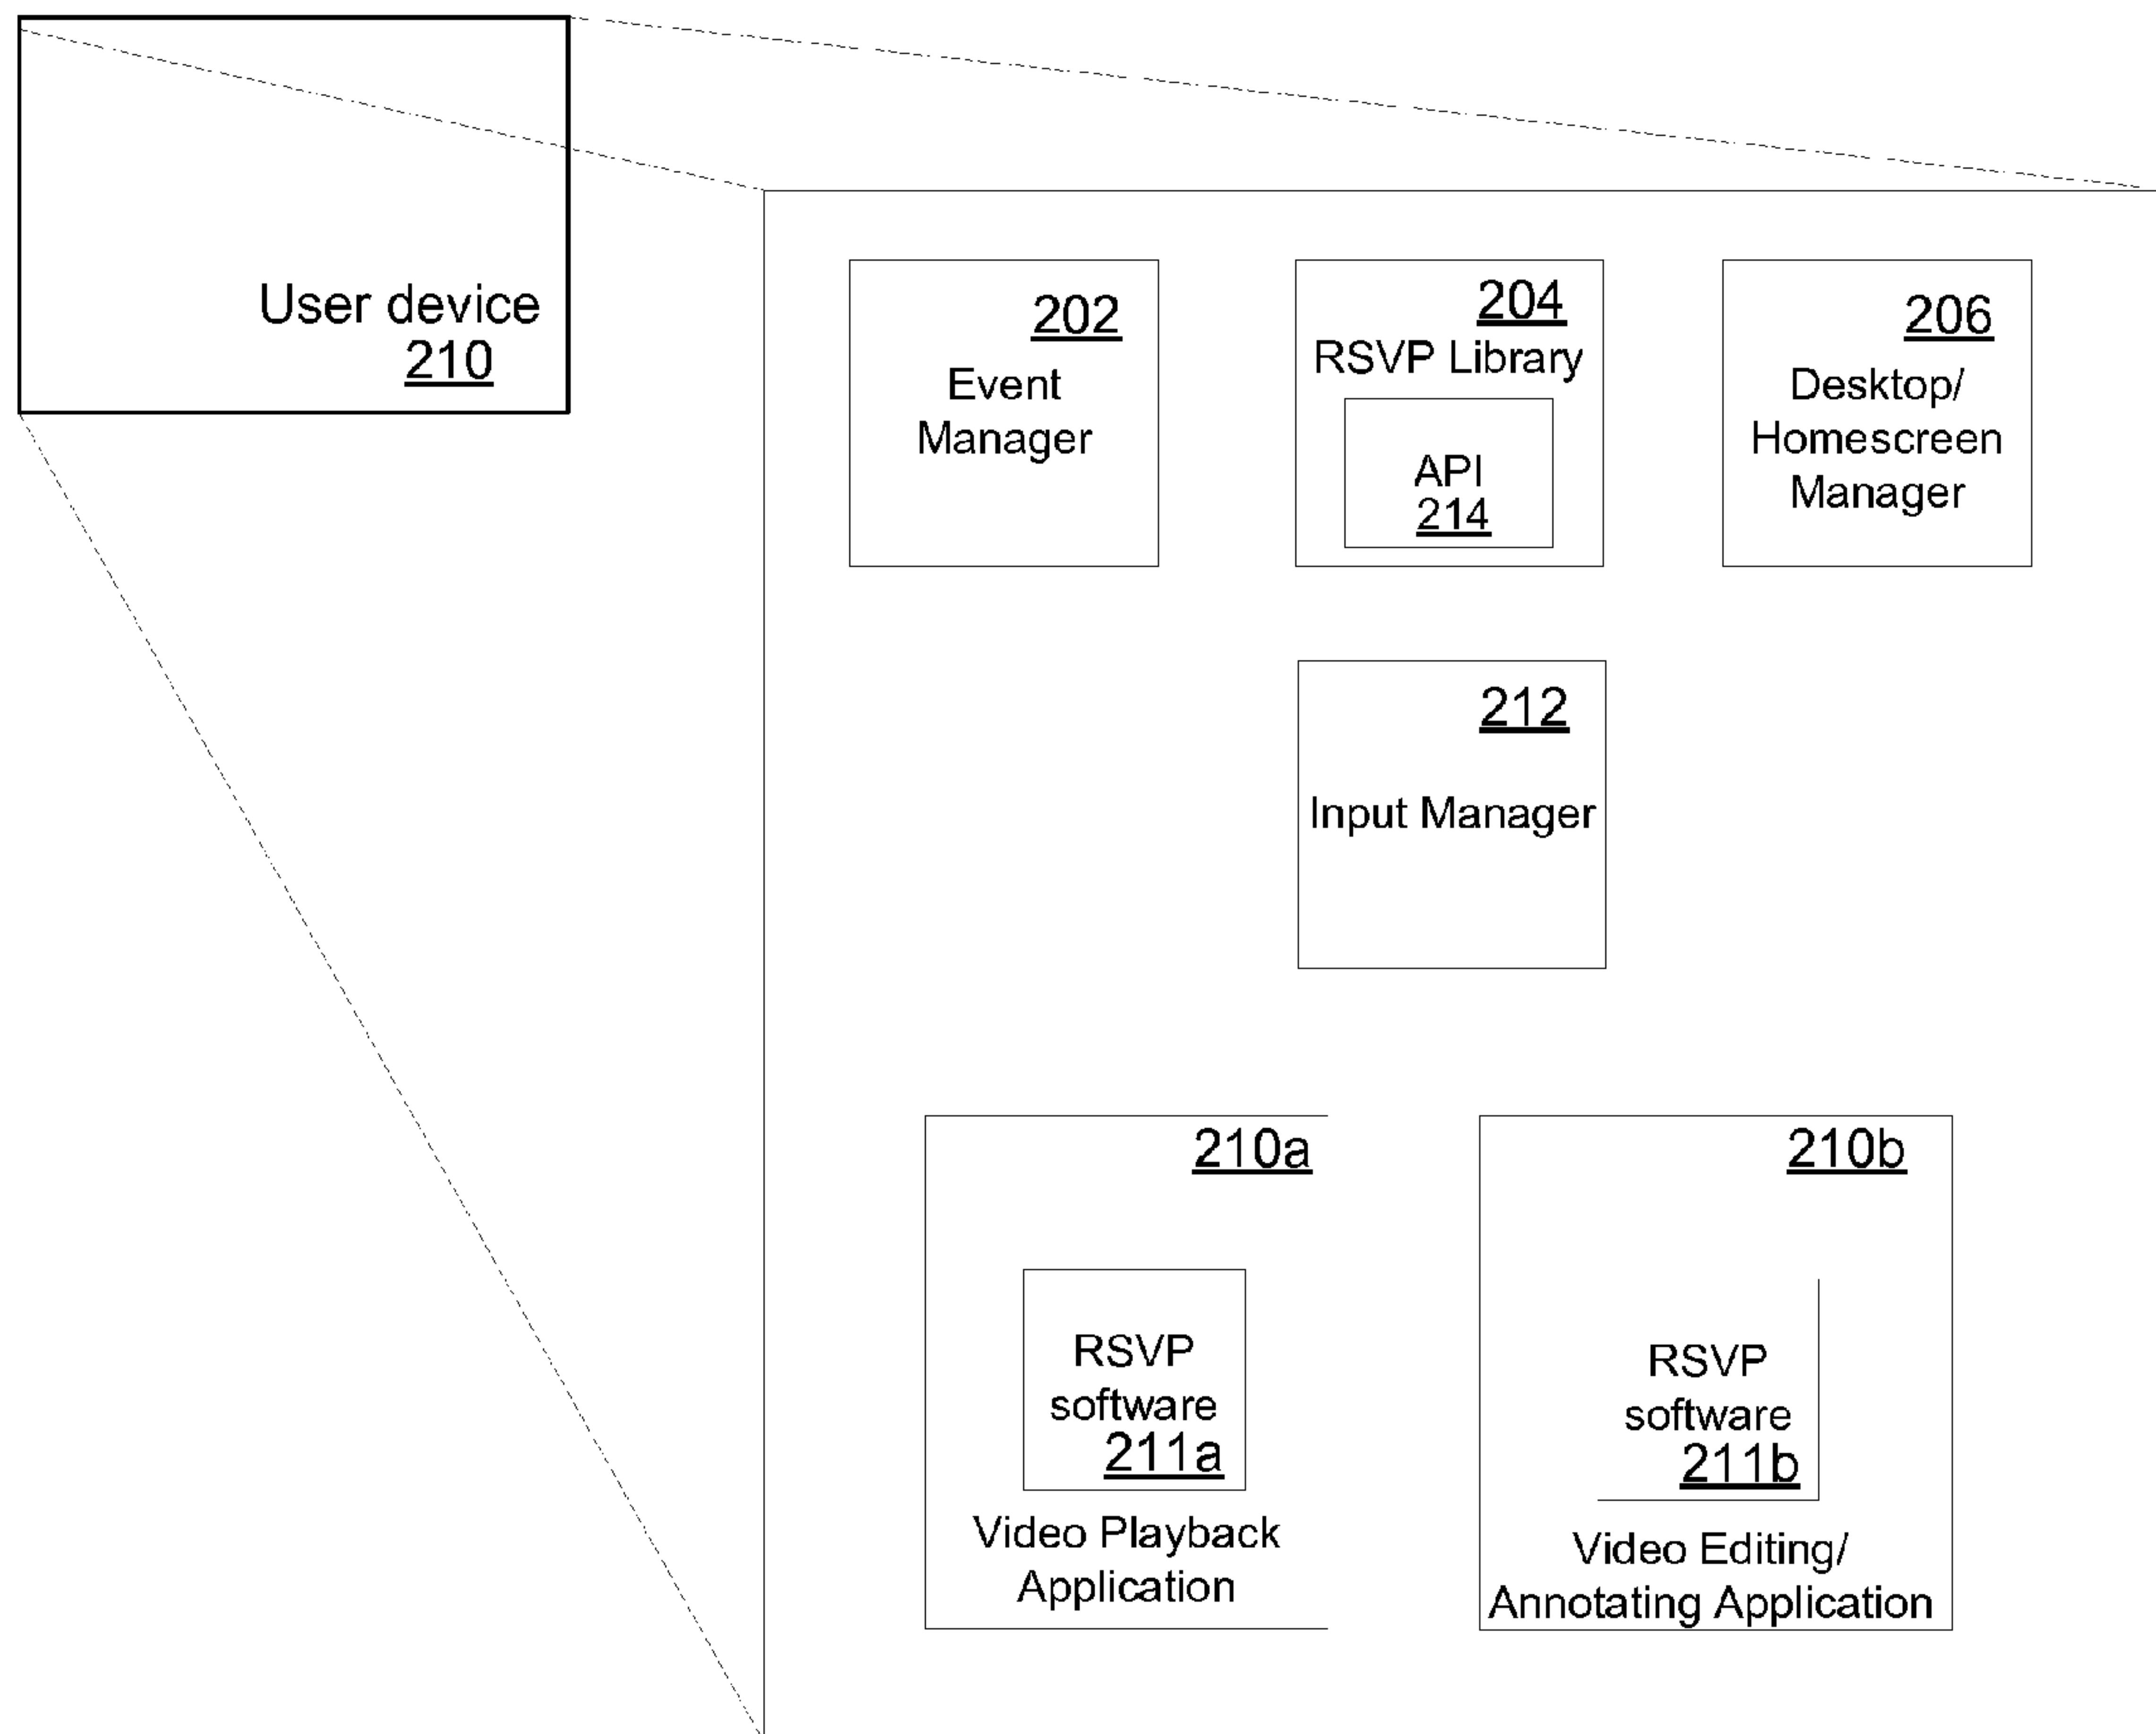 User device
210
202
Event
Manager
204
RSVP Library
API
214
206
Desktop/
Homescreen
Manager
212
Input Manager
210a
RSVP
software
211a
Video Playback
Application
210b
RSVP
software
211b
Video Editing/
Annotating Application